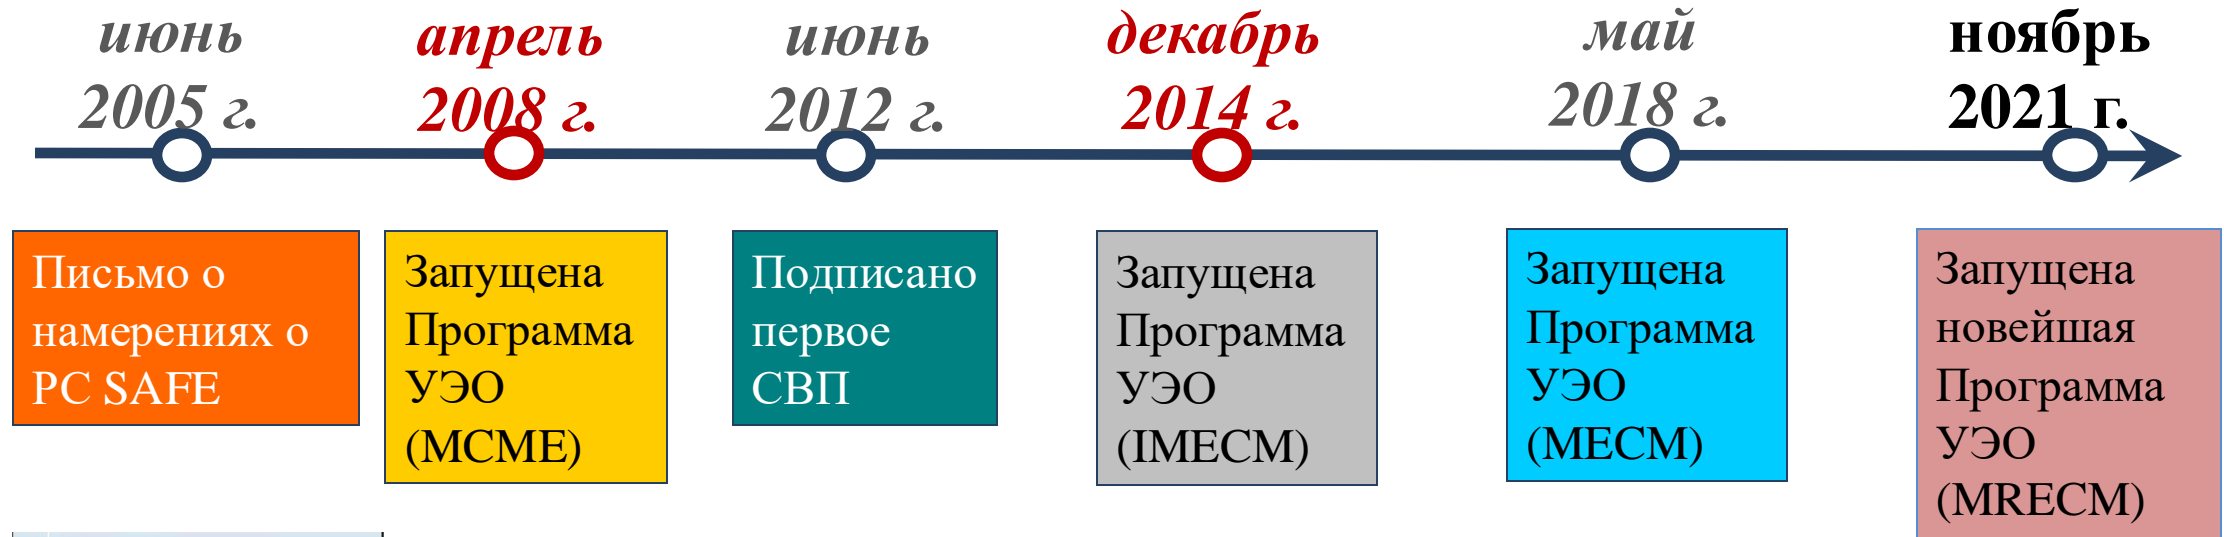 июнь
2005 г.
апрель
2008 г.
июнь
2012 г.
декабрь
2014 г.
май
2018 г.
ноябрь
2021 г.
Письмо о
намерениях о
РС SAFE
Запущена
Программа
УЭО
(MCME)
Подписано
первое
СВП
Запущена
Программа
УЭО
(IMECM)
Запущена
Программа
УЭО
(MECM)
Запущена
новейшая
Программа
УЭО
(MRECM)